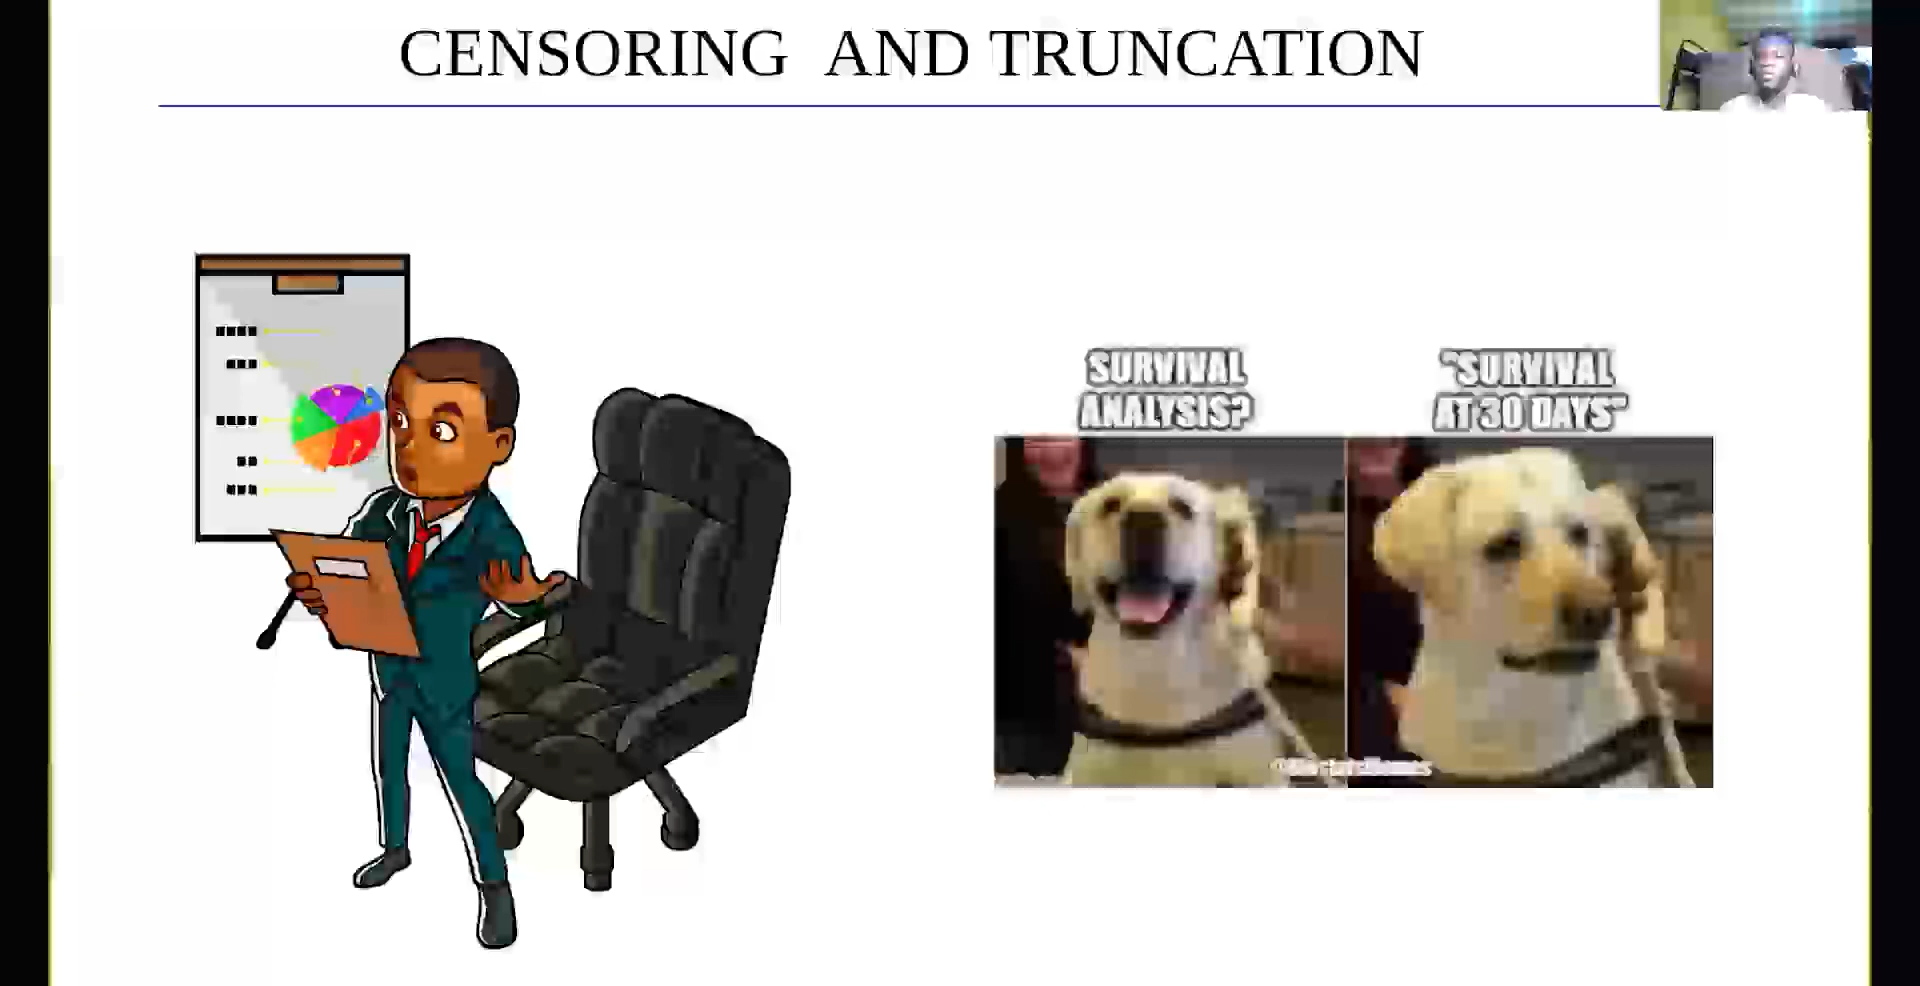 CENSORING AND TRUNCATION
SURVIVAL
ANALYSIS?
"SURVIVAL
AT 30 DAYS"